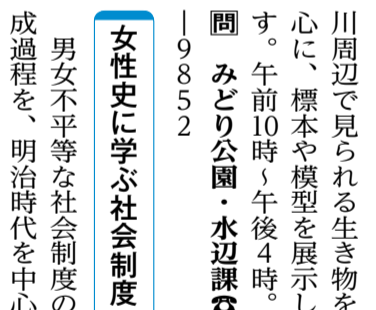 川周辺で見られる生き物を
心に、標本や模型を展示し
す。午前10時~午後4時。
問 みどり公園・水辺課☎
―9852
女性史に学ぶ社会制度
男女不平等な社会制度の
成過程を、明治時代を中心